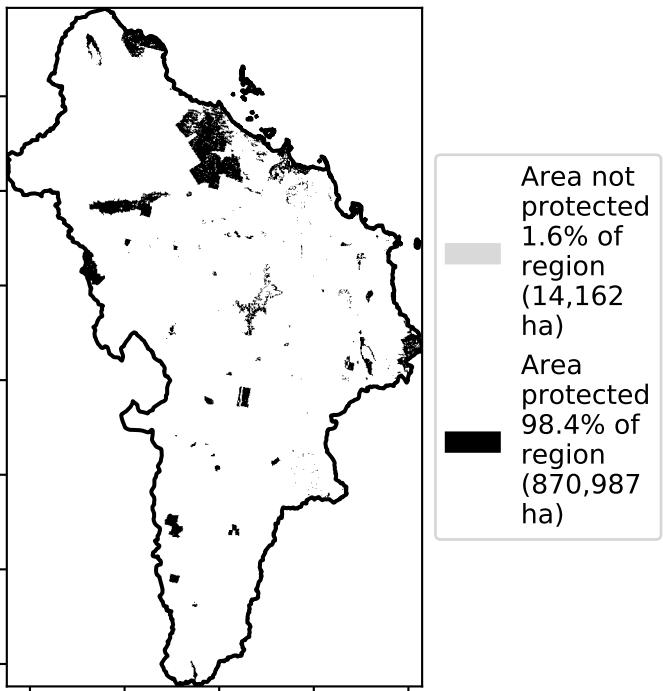 Area not
protected
1.6% of
region
(14,162
ha)
Area
protected
98.4% of
region
(870,987
ha)